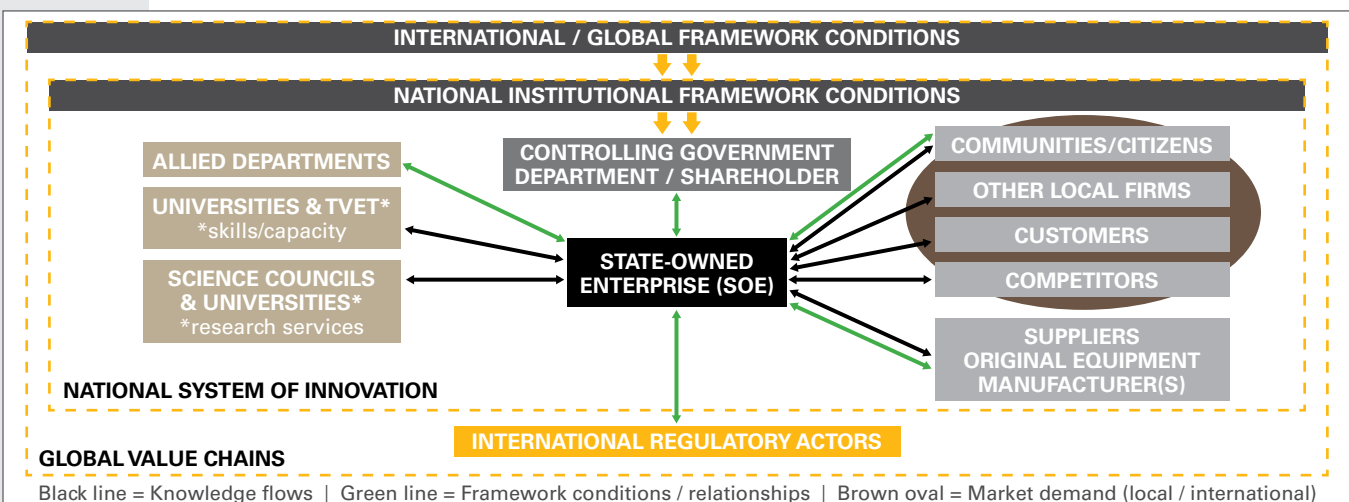 INTERNATIONAL / GLOBAL FRAMEWORK CONDITIONS
NATIONAL INSTITUTIONAL FRAMEWORK CONDITIONS
ALLIED DEPARTMENTS
UNIVERSITIES & TVET*
*skills/capacity
SCIENCE COUNCILS
& UNIVERSITIES*
*research services
CONTROLLING GOVERNMENT
DEPARTMENT / SHAREHOLDER
STATE-OWNED
ENTERPRISE (SOE)
COMMUNITIES/CITIZENS
OTHER LOCAL FIRMS
CUSTOMERS
COMPETITORS
SUPPLIERS
ORIGINAL EQUIPMENT
MANUFACTURER(S)
NATIONAL SYSTEM OF INNOVATION
INTERNATIONAL REGULATORY ACTORS
GLOBAL VALUE CHAINS
Black line = Knowledge flows | Green line = Framework conditions / relationships | Brown oval = Market demand (local / international)